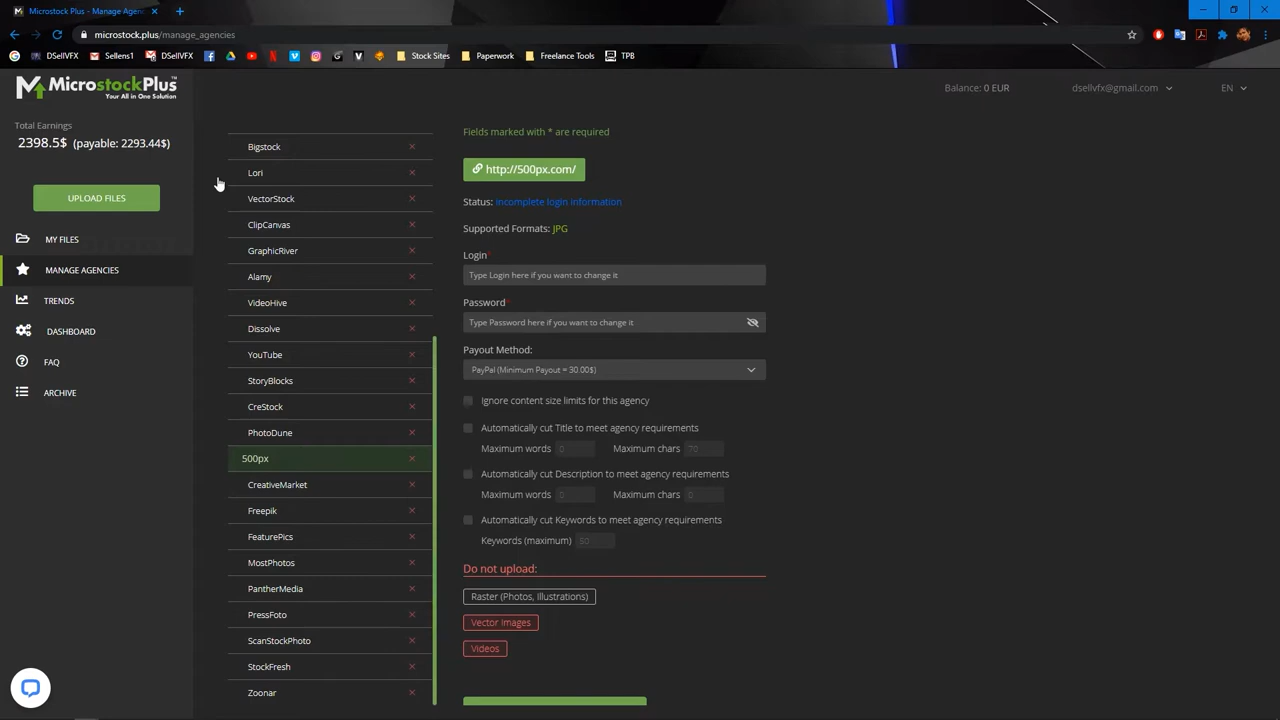 Microstock Plus - Manage Agencies
microstock.plus/manage_agencies
DSellVFX
Sellens1
DSellVFX
Stock Sites
Paperwork
Freelance Tools
TPB
MicrostockPlus™
Your All in One Solution
Balance: 0 EUR
dsellvfx@gmail.com
EN
Total Earnings
2398.5$ (payable: 2293.44$)
UPLOAD FILES
MY FILES
MANAGE AGENCIES
TRENDS
DASHBOARD
FAQ
ARCHIVE
Bigstock
Lori
VectorStock
ClipCanvas
GraphicRiver
Alamy
VideoHive
Dissolve
YouTube
StoryBlocks
CreStock
PhotoDune
500px
CreativeMarket
Freepik
FeaturePics
MostPhotos
PantherMedia
PressFoto
ScanStockPhoto
StockFresh
Zoonar
Fields marked with * are required
http://500px.com/
Status: incomplete login information
Supported Formats: JPG
Login*
Type Login here if you want to change it
Password*
Type Password here if you want to change it
Payout Method:
PayPal (Minimum Payout = 30.00$)
Ignore content size limits for this agency
Automatically cut Title to meet agency requirements
Maximum words 0 Maximum chars 70
Automatically cut Description to meet agency requirements
Maximum words 0 Maximum chars 0
Automatically cut Keywords to meet agency requirements
Keywords (maximum) 50
Do not upload:
Raster (Photos, Illustrations)
Vector Images
Videos